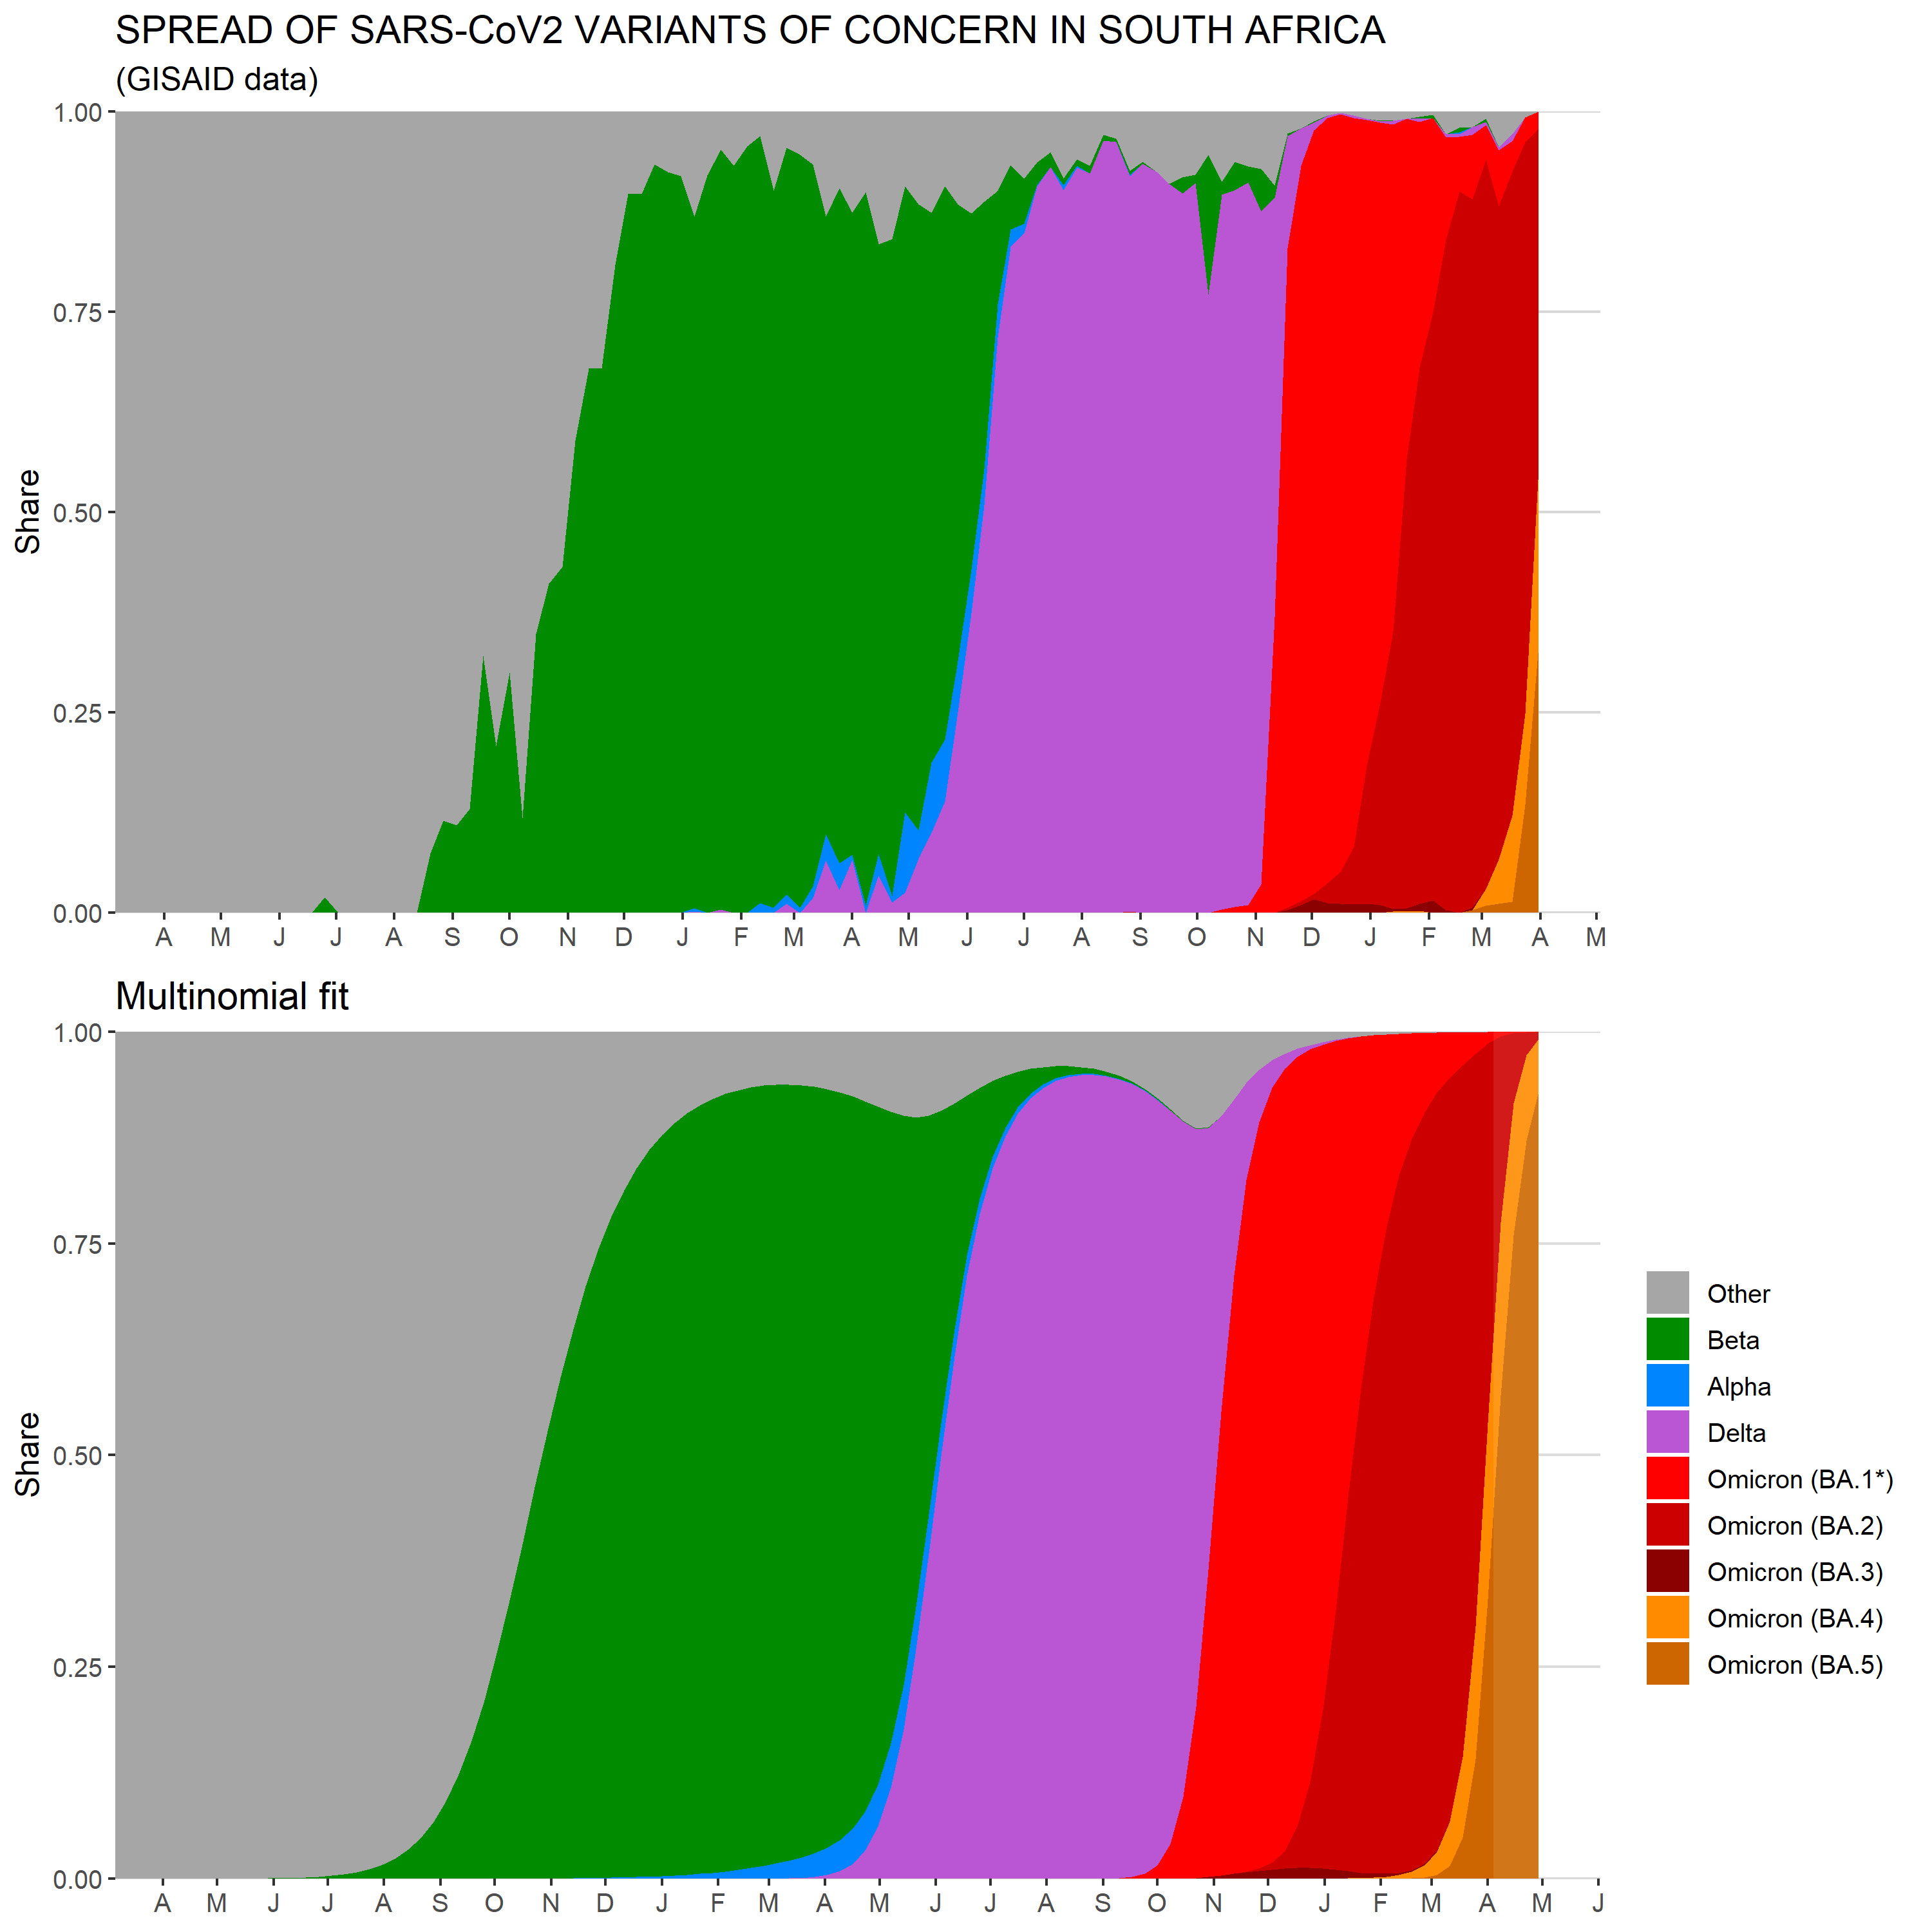 SPREAD OF SARS-CoV2 VARIANTS OF CONCERN IN SOUTH AFRICA
(GISAID data)
1.00
0.75
0.50
0.25
0.00
Share
A M J J A S O N D J F M A M J J A S O N D J F M A M
Multinomial fit
1.00
0.75
0.50
0.25
0.00
Share
A M J J A S O N D J F M A M J J A S O N D J F M A M J
Other
Beta
Alpha
Delta
Omicron (BA.1*)
Omicron (BA.2)
Omicron (BA.3)
Omicron (BA.4)
Omicron (BA.5)